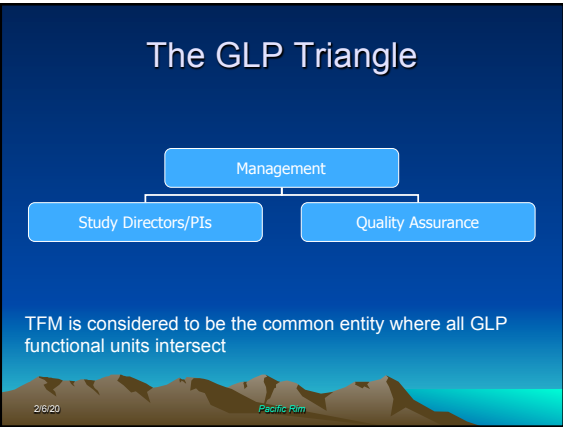 The GLP Triangle
Management
Study Directors/PIs
Quality Assurance
TFM is considered to be the common entity where all GLP
functional units intersect
2/6/20
Pacific Rim